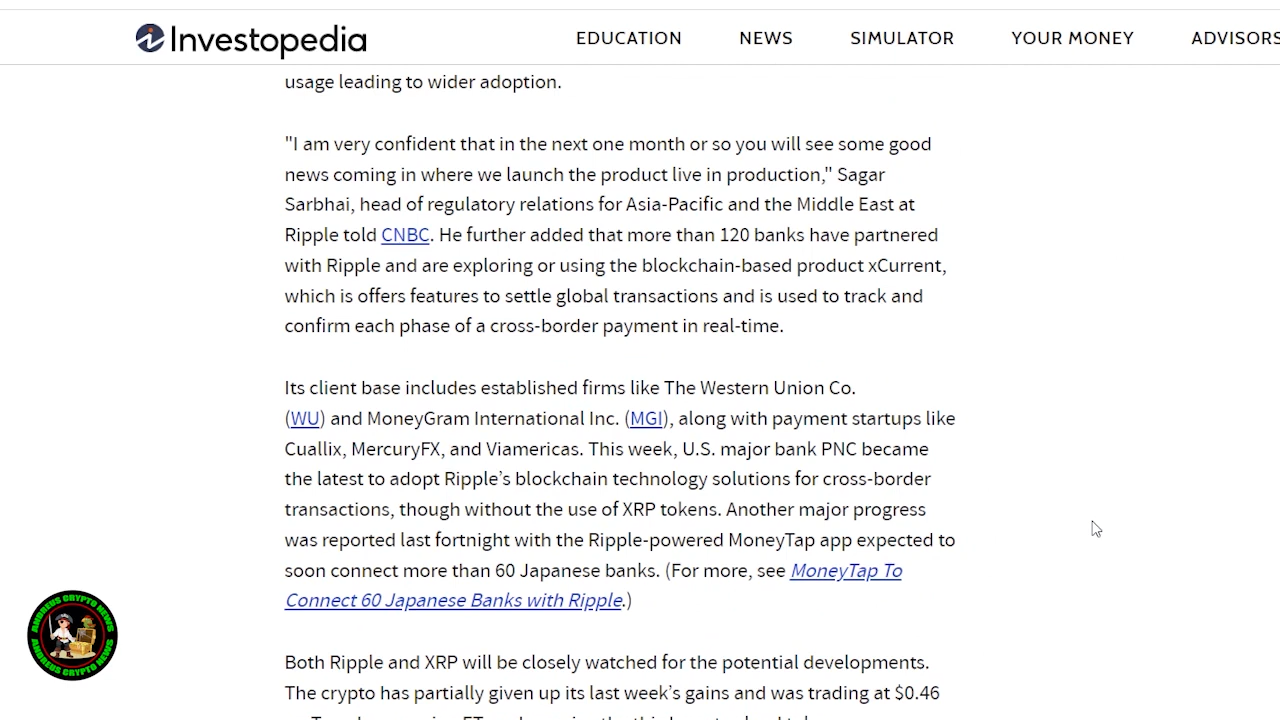 Investopedia
EDUCATION NEWS SIMULATOR YOUR MONEY ADVISORS
usage leading to wider adoption.
"I am very confident that in the next one month or so you will see some good
news coming in where we launch the product live in production," Sagar
Sarbhai, head of regulatory relations for Asia-Pacific and the Middle East at
Ripple told CNBC. He further added that more than 120 banks have partnered
with Ripple and are exploring or using the blockchain-based product xCurrent,
which is offers features to settle global transactions and is used to track and
confirm each phase of a cross-border payment in real-time.
Its client base includes established firms like The Western Union Co.
(WU) and MoneyGram International Inc. (MGI), along with payment startups like
Cuallix, MercuryFX, and Viamericas. This week, U.S. major bank PNC became
the latest to adopt Ripple’s blockchain technology solutions for cross-border
transactions, though without the use of XRP tokens. Another major progress
was reported last fortnight with the Ripple-powered MoneyTap app expected to
soon connect more than 60 Japanese banks. (For more, see MoneyTap To
Connect 60 Japanese Banks with Ripple.)
ANDREUS CRYPTO NEWS
ANDREUS CRYPTO NEWS
Both Ripple and XRP will be closely watched for the potential developments.
The crypto has partially given up its last week’s gains and was trading at $0.46